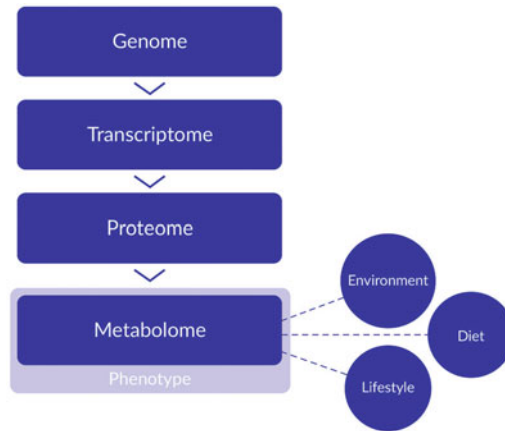 Genome
Transcriptome
Proteome
Metabolome
Phenotype
Environment
Diet
Lifestyle